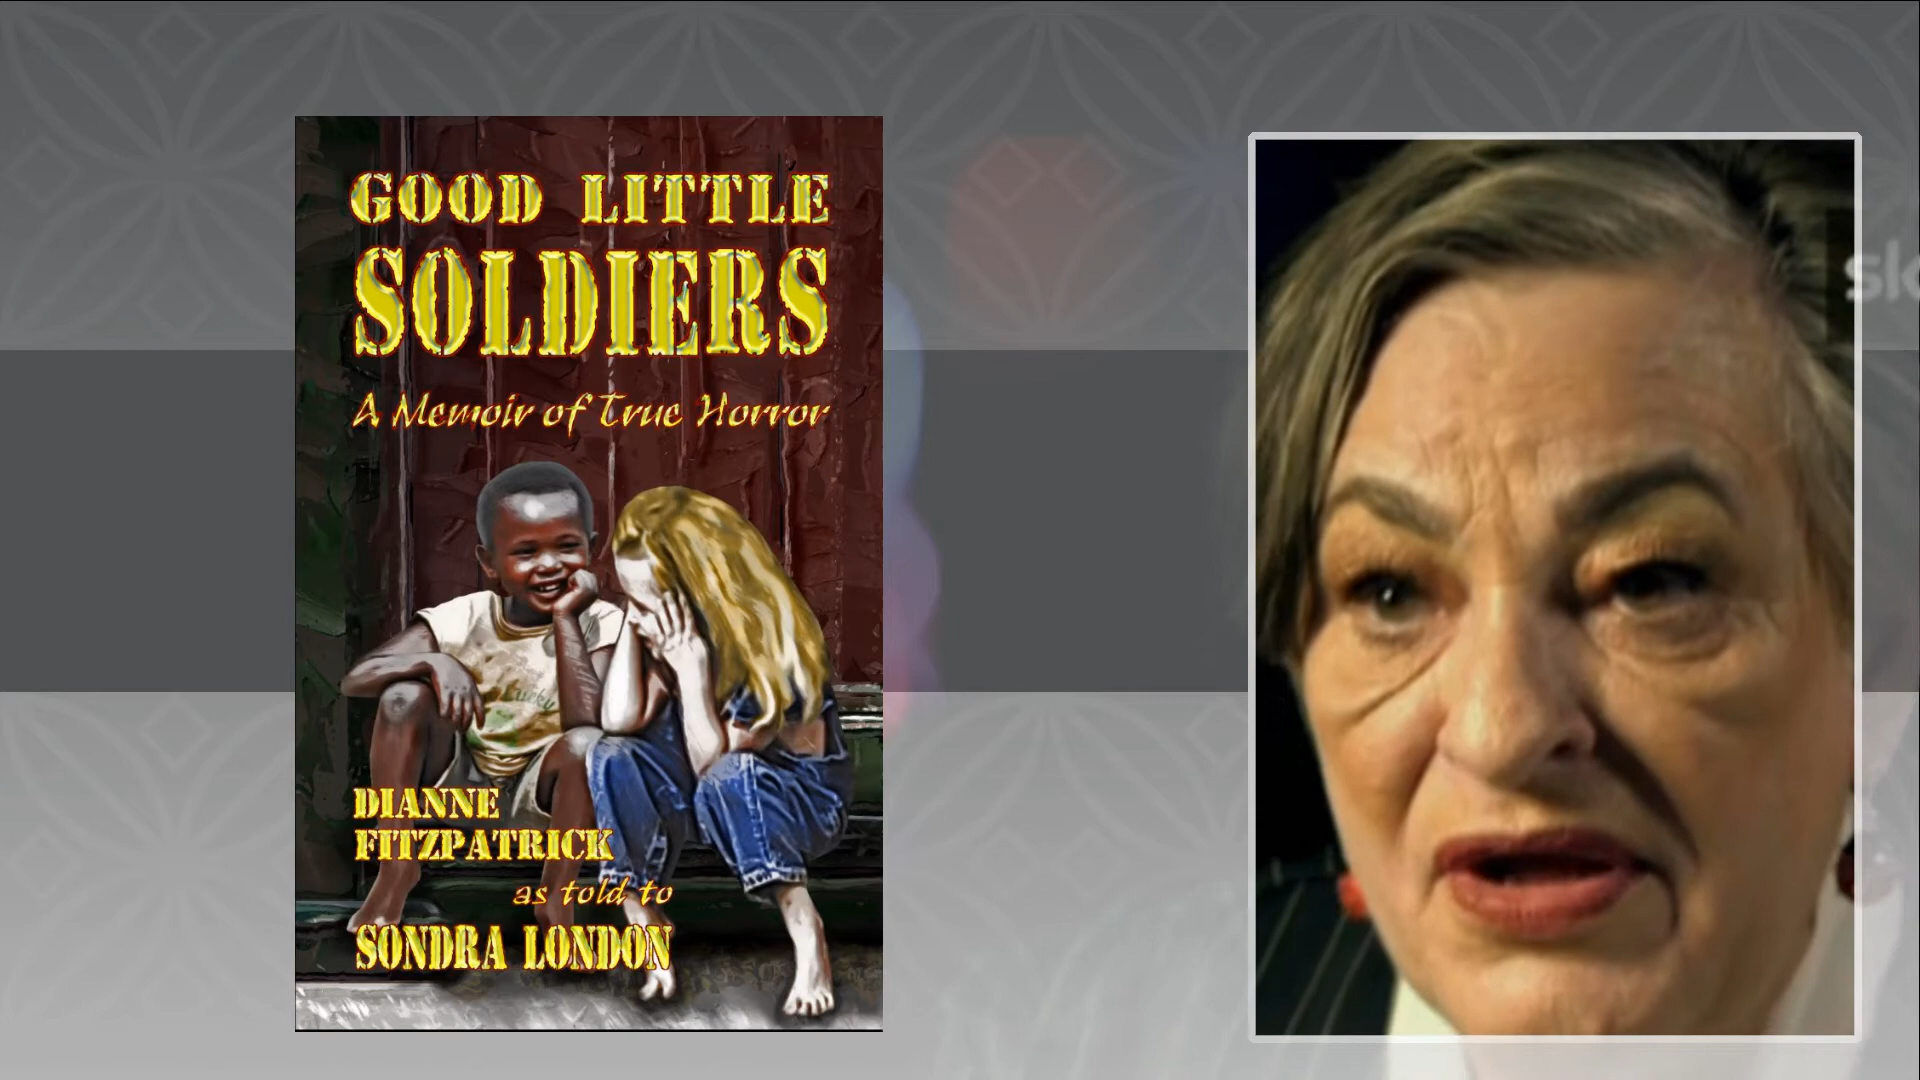 GOOD LITTLE
SOLDIERS
A Memoir of True Horror
Lucky
DIANNE
FITZPATRICK
as told to
SONDRA LONDON